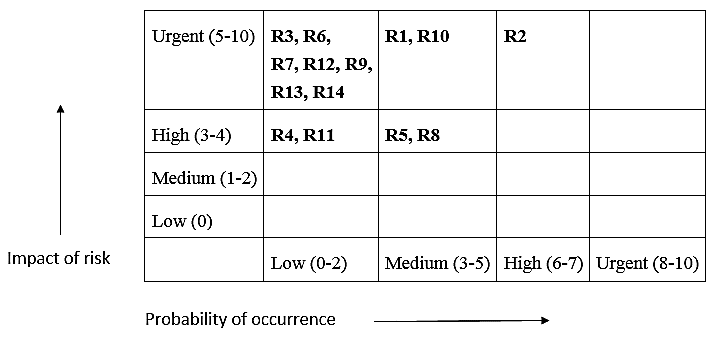 Urgent (5-10)
R3, R6,
R7, R12, R9,
R13, R14
R1, R10
R2
High (3-4)
R4, R11
R5, R8
Medium (1-2)
Low (0)
Impact of risk
Low (0-2)
Medium (3-5)
High (6-7)
Urgent (8-10)
Probability of occurrence